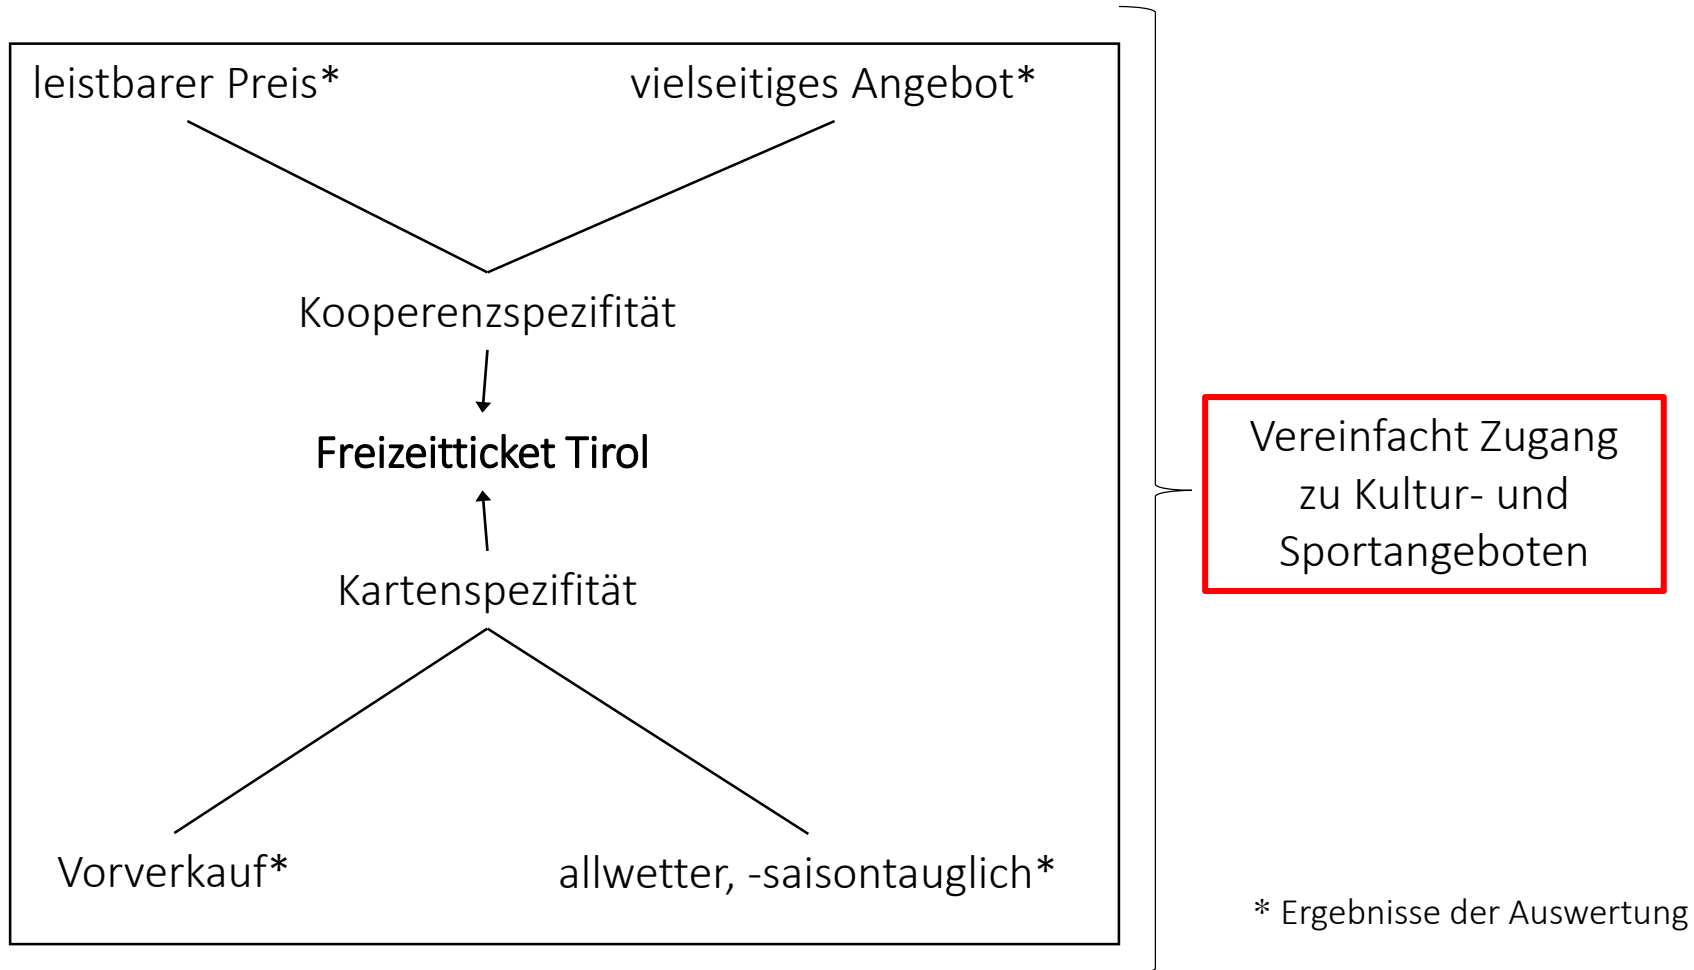 leistbarer Preis*
vielseitiges Angebot*
Kooperenzspezifität
Freizeitticket Tirol
Kartenspezifität
Vorverkauf*
allwetter, -saisontauglich*
Vereinfacht Zugang
zu Kultur- und
Sportangeboten
* Ergebnisse der Auswertung